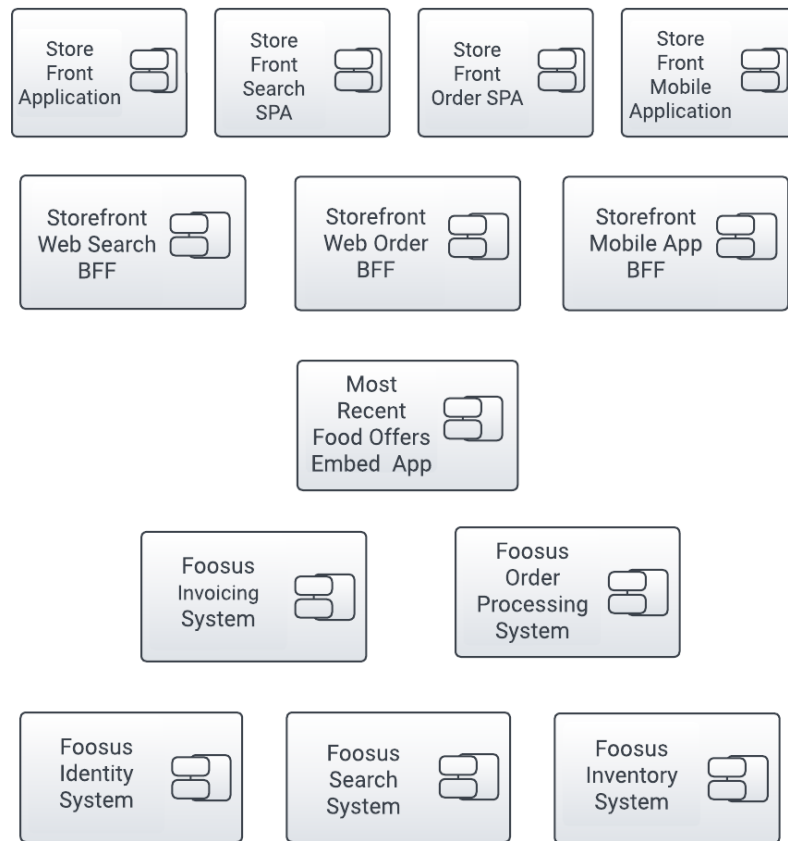 Store
Front
Application
Store
Front
Search
SPA
Store
Front
Order SPA
Store
Front
Mobile
Application
Storefront
Web Search
BFF
Storefront
Web Order
BFF
Storefront
Mobile App
BFF
Most
Recent
Food Offers
Embed App
Foosus
Invoicing
System
Foosus
Order
Processing
System
Foosus
Identity
System
Foosus
Search
System
Foosus
Inventory
System